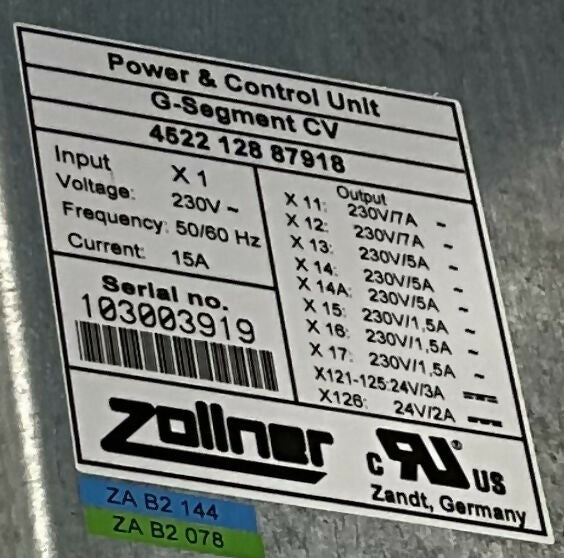 Power & Control Unit
G-Segment CV
4522 128 87918
Input X 1
Voltage: 230V ~
Frequency: 50/60 Hz
Current: 15A
Serial no.
103003919
Output
X 11: 230V/7A ~
X 12: 230V/7A ~
X 13: 230V/5A ~
X 14: 230V/5A ~
X 14A: 230V/5A ~
X 15: 230V/1,5A ~
X 16: 230V/1,5A ~
X 17: 230V/1,5A ~
X121-125:24V/3A ⎓
X126: 24V/2A ⎓
zollner
c RU ® US
Zandt, Germany
ZA B2 144
ZA B2 078